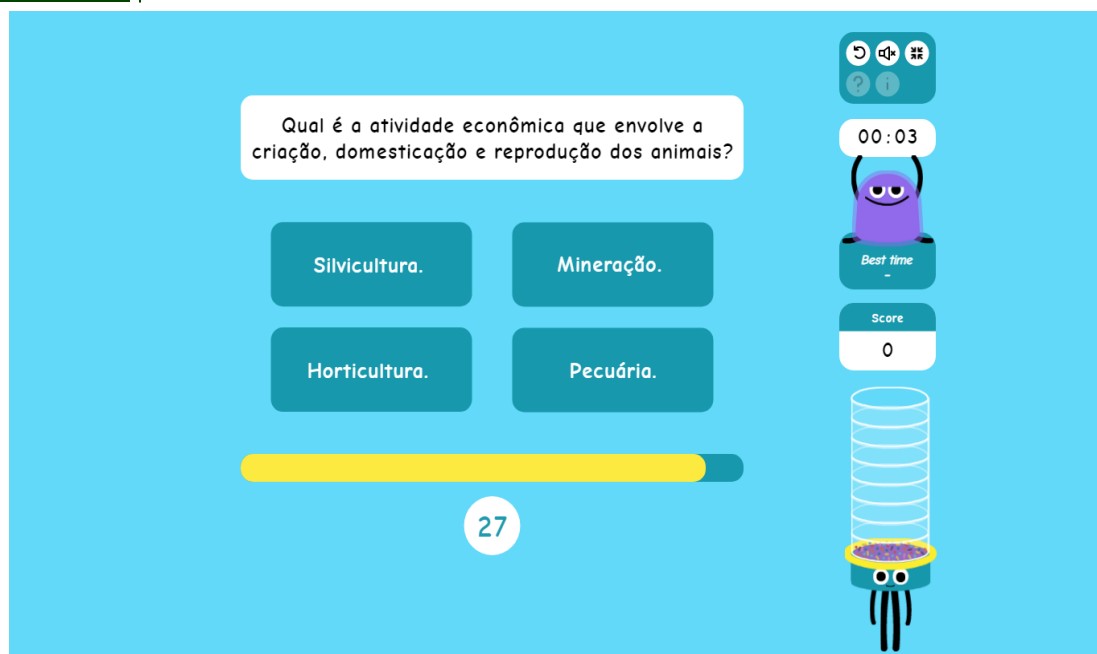 Qual é a atividade econômica que envolve a
criação, domesticação e reprodução dos animais?
Silvicultura.
Mineração.
Horticultura.
Pecuária.
27
?
i
00:03
Best time
-
Score
0